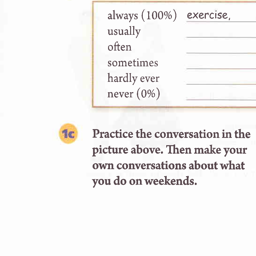 always (100%) exercise,
usually
often
sometimes
hardly ever
never (0%)
1c Practice the conversation in the
picture above. Then make your
own conversations about what
you do on weekends.